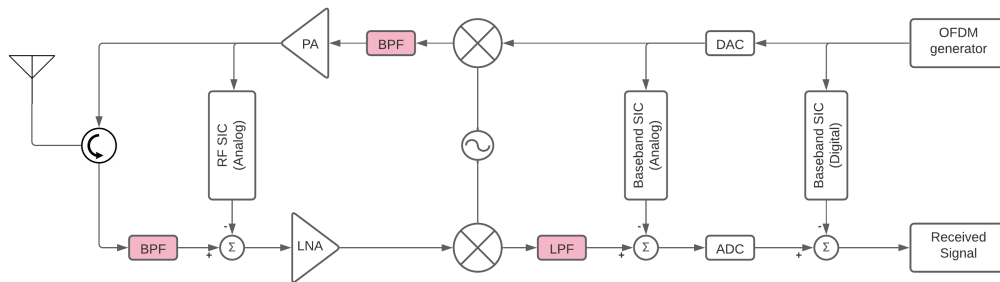 PA
BPF
DAC
OFDM
generator
RF SIC
(Analog)
Baseband SIC
(Analog)
Baseband SIC
(Digital)
BPF
-
+
Σ
LNA
LPF
-
+
Σ
ADC
-
+
Σ
Received
Signal